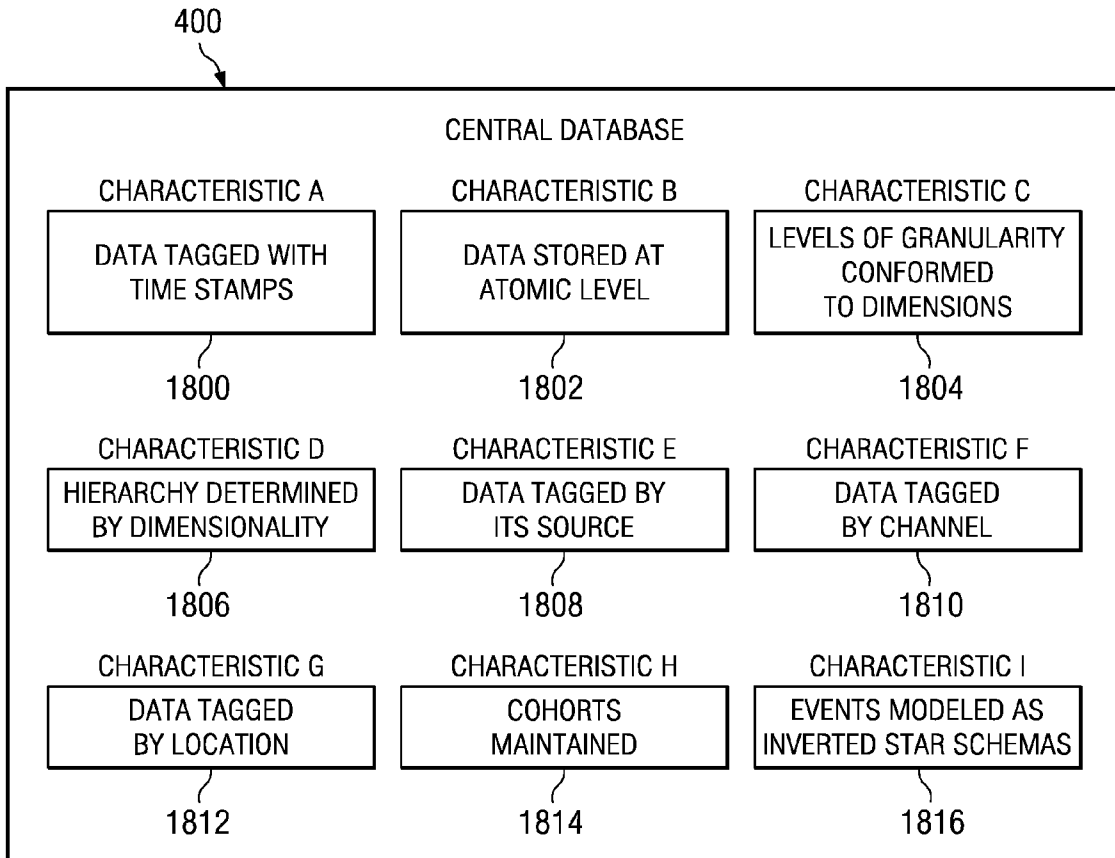 400
CENTRAL DATABASE
CHARACTERISTIC A
DATA TAGGED WITH
TIME STAMPS
1800
CHARACTERISTIC B
DATA STORED AT
ATOMIC LEVEL
1802
CHARACTERISTIC C
LEVELS OF GRANULARITY
CONFORMED
TO DIMENSIONS
1804
CHARACTERISTIC D
HIERARCHY DETERMINED
BY DIMENSIONALITY
1806
CHARACTERISTIC E
DATA TAGGED BY
ITS SOURCE
1808
CHARACTERISTIC F
DATA TAGGED
BY CHANNEL
1810
CHARACTERISTIC G
DATA TAGGED
BY LOCATION
1812
CHARACTERISTIC H
COHORTS
MAINTAINED
1814
CHARACTERISTIC I
EVENTS MODELED AS
INVERTED STAR SCHEMAS
1816